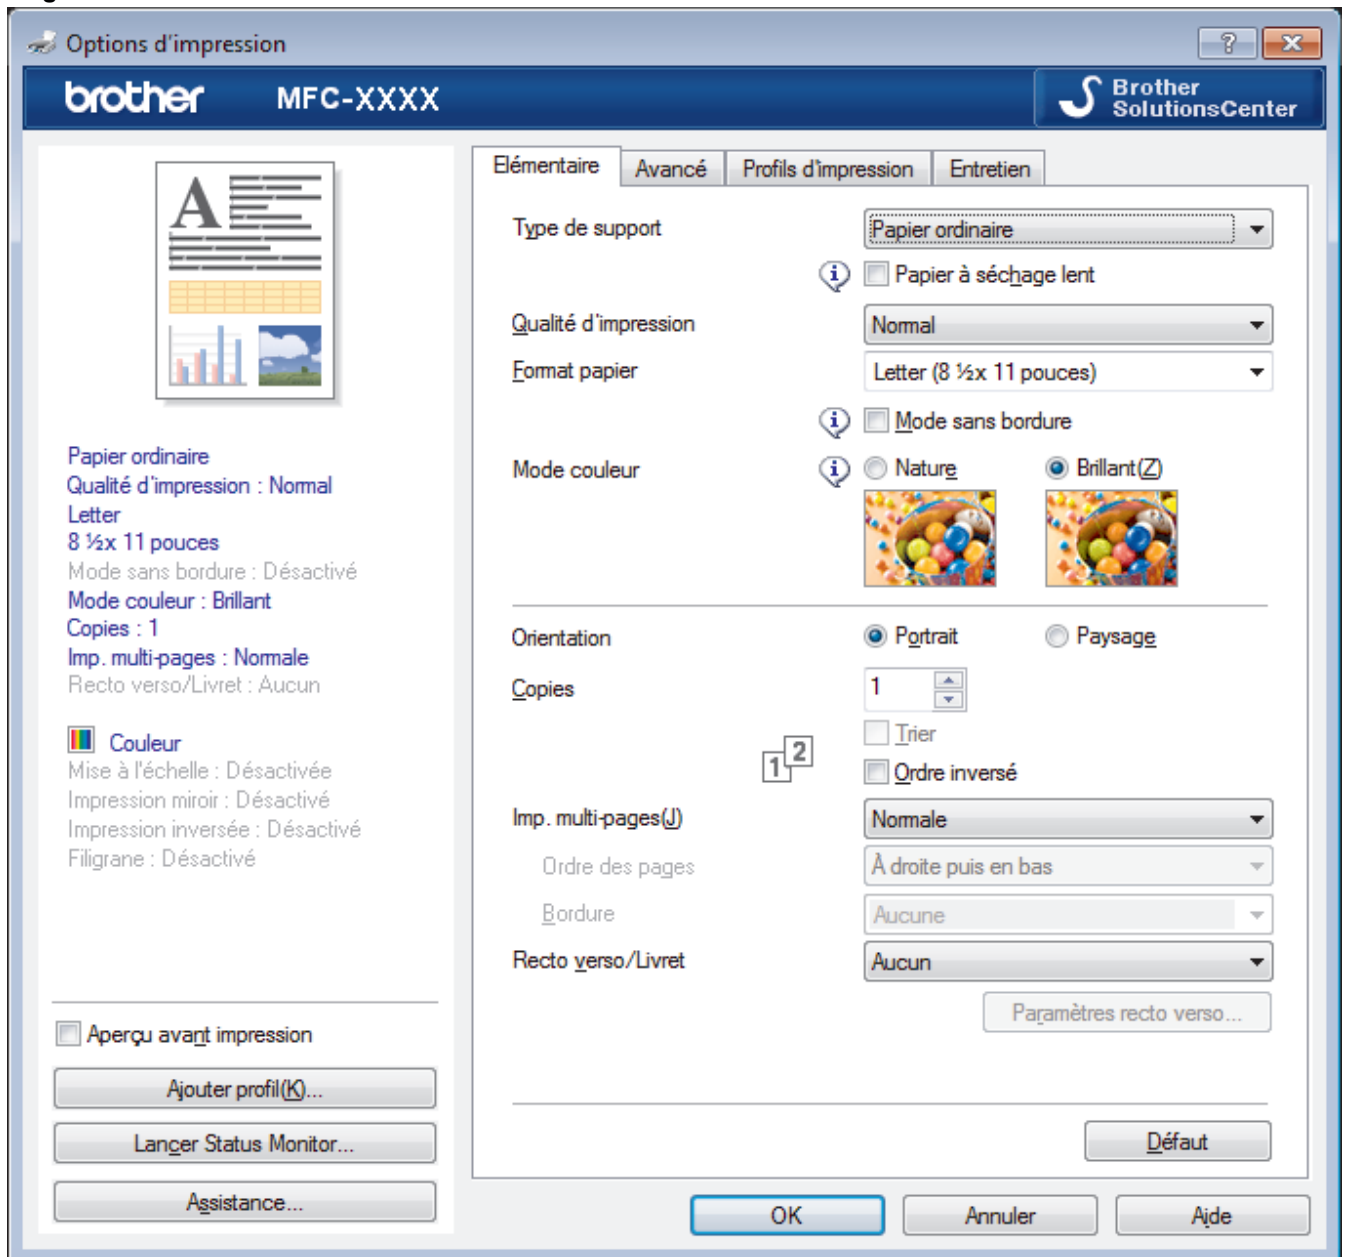 Options d'impression
brother MFC-XXXX
Brother
SolutionsCenter
A
Papier ordinaire
Qualité d'impression : Normal
Letter
8 ½x 11 pouces
Mode sans bordure : Désactivé
Mode couleur : Brillant
Copies : 1
Imp. multi-pages : Normale
Recto verso/Livret : Aucun
Couleur
Mise à l'échelle : Désactivée
Impression miroir : Désactivé
Impression inversée : Désactivé
Filigrane : Désactivé
Aperçu avant impression
Ajouter profil(K)...
Lancer Status Monitor...
Assistance...
Elémentaire Avancé Profils d'impression Entretien
Type de support Papier ordinaire
Papier à séchage lent
Qualité d'impression Normal
Format papier Letter (8 ½x 11 pouces)
Mode sans bordure
Mode couleur Nature Brillant(Z)
Orientation Portrait Paysage
Copies 1
Trier
1 2
Ordre inversé
Imp. multi-pages(J) Normale
Ordre des pages À droite puis en bas
Bordure Aucune
Recto verso/Livret Aucun
Paramètres recto verso...
Défaut
OK Annuler Aide